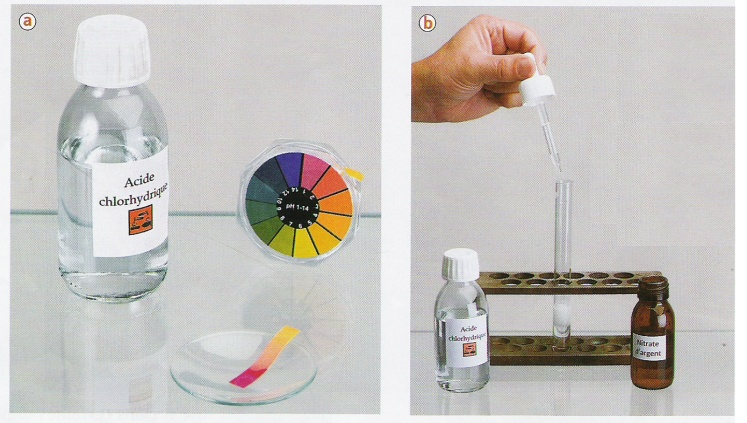 a
Acide
chlorhydrique
pH 1-14
b
Acide
chlorhydrique
Nitrate
d'argent